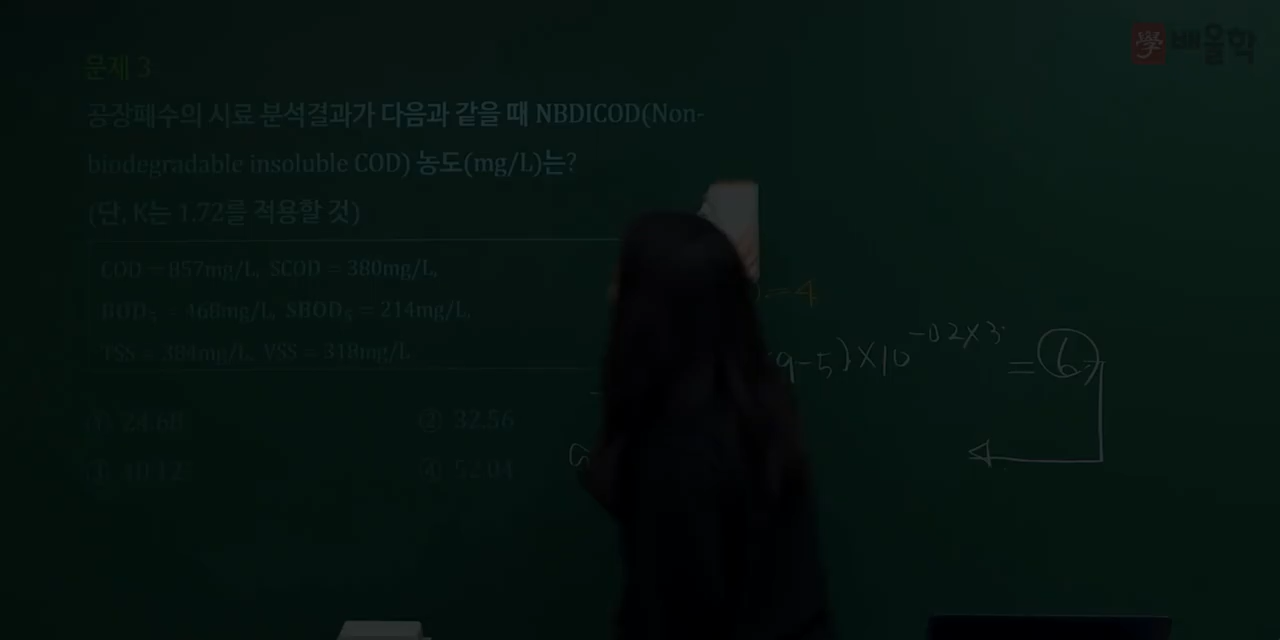 배울학
문제 3
공장폐수의 시료 분석결과가 다음과 같을 때 NBDICOD(Non-
biodegradable insoluble COD) 농도(mg/L)는?
(단, K는 1.72를 적용할 것)
COD = 857mg/L, SCOD = 380mg/L,
BOD₅ = 468mg/L, SBOD₅ = 214mg/L,
TSS = 384mg/L, VSS = 318mg/L
① 24.68 ② 32.56
③ 40.12 ④ 52.04
=4
9-5)×10^-0.2×3 = 6